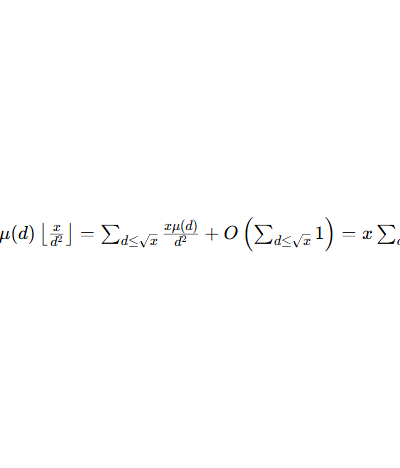 μ(d) ⌊x/d²⌋ = ∑_{d≤√x} xμ(d)/d² + O(∑_{d≤√x} 1) = x ∑